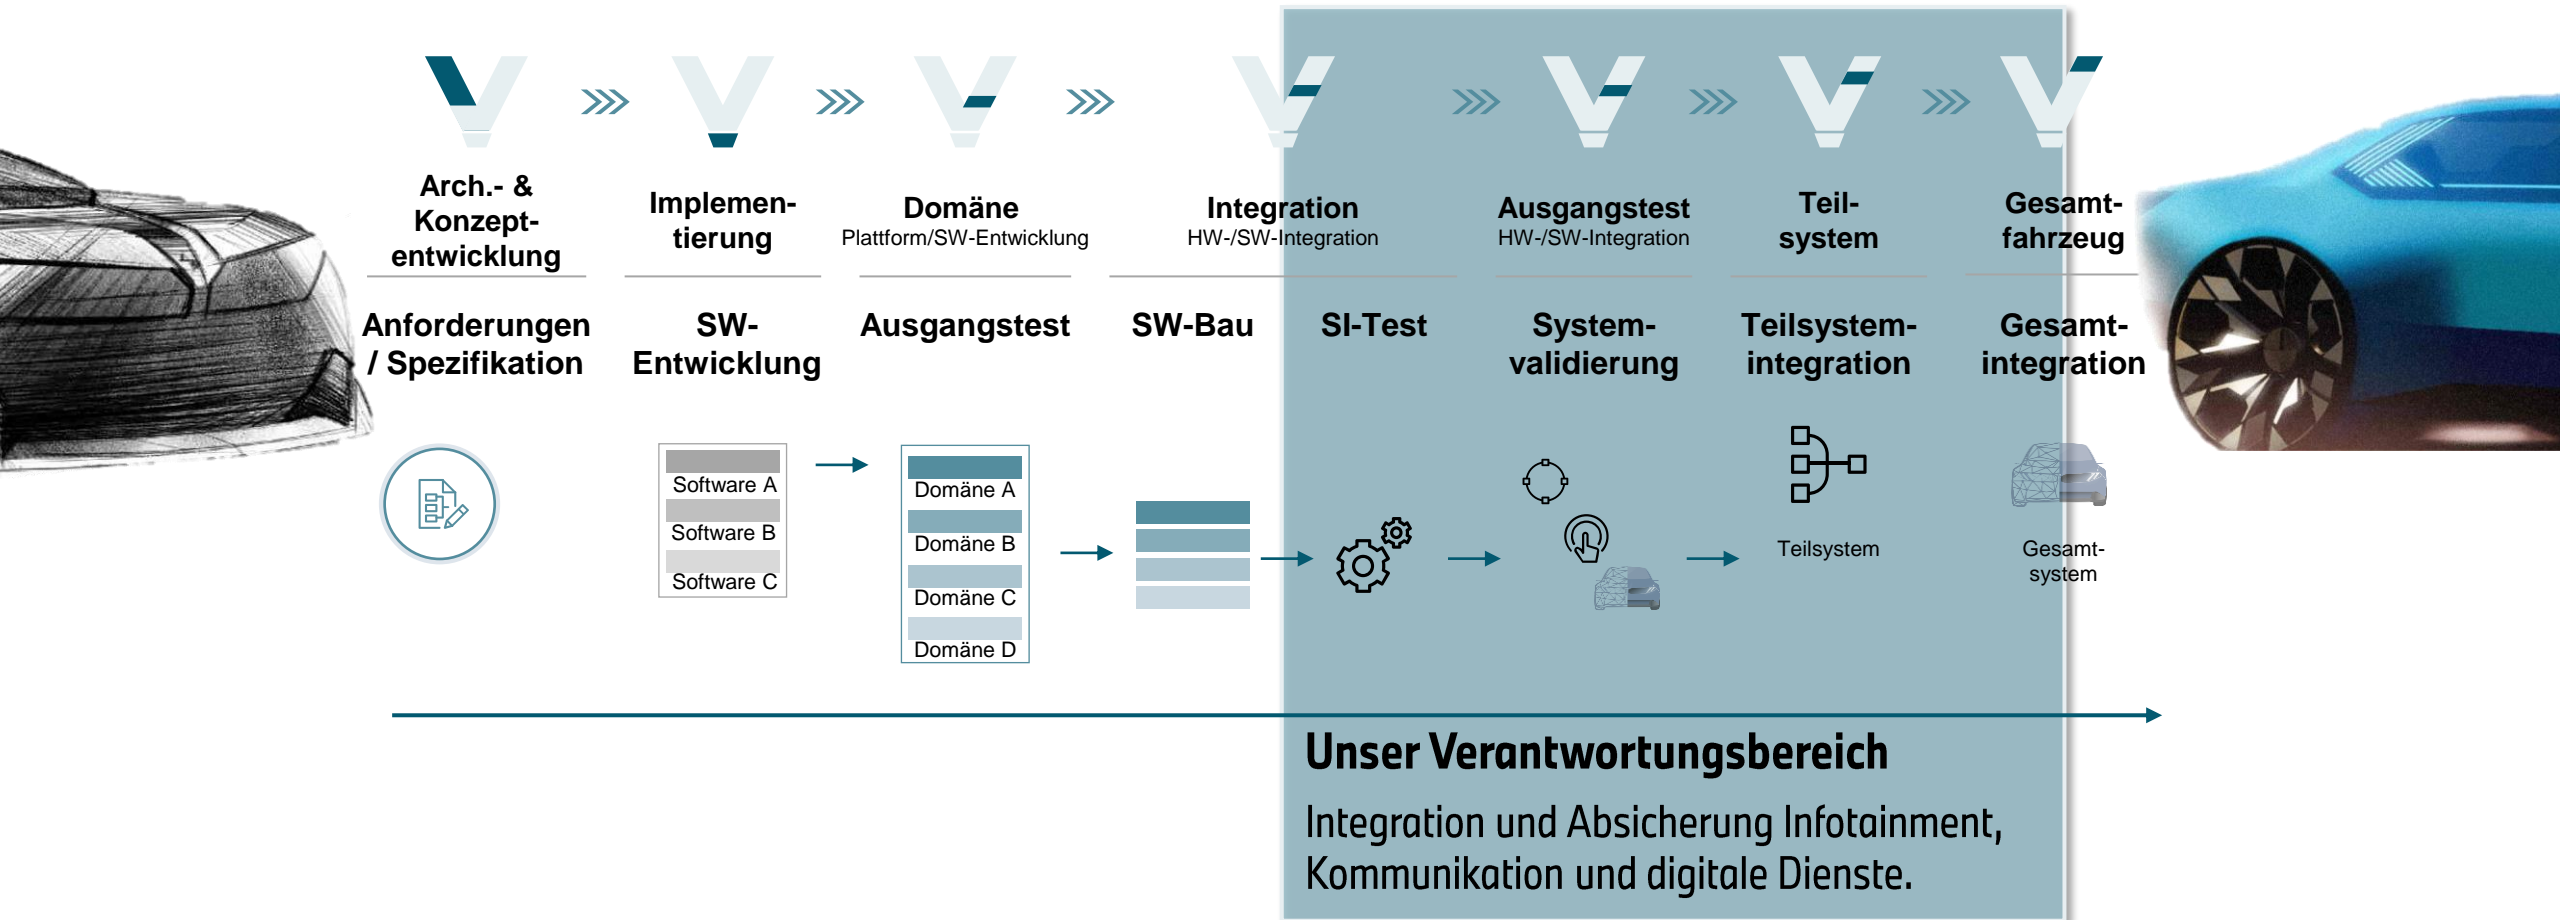 Arch.- &
Konzept-
entwicklung
Implemen-
tierung
Domäne
Plattform/SW-Entwicklung
Integration
HW-/SW-Integration
Ausgangstest
HW-/SW-Integration
Teil-
system
Gesamt-
fahrzeug
Anforderungen
/ Spezifikation
SW-
Entwicklung
Ausgangstest
SW-Bau
SI-Test
System-
validierung
Teilsystem-
integration
Gesamt-
integration
Software A
Software B
Software C
Domäne A
Domäne B
Domäne C
Domäne D
Teilsystem
Gesamt-
system
Unser Verantwortungsbereich
Integration und Absicherung Infotainment,
Kommunikation und digitale Dienste.